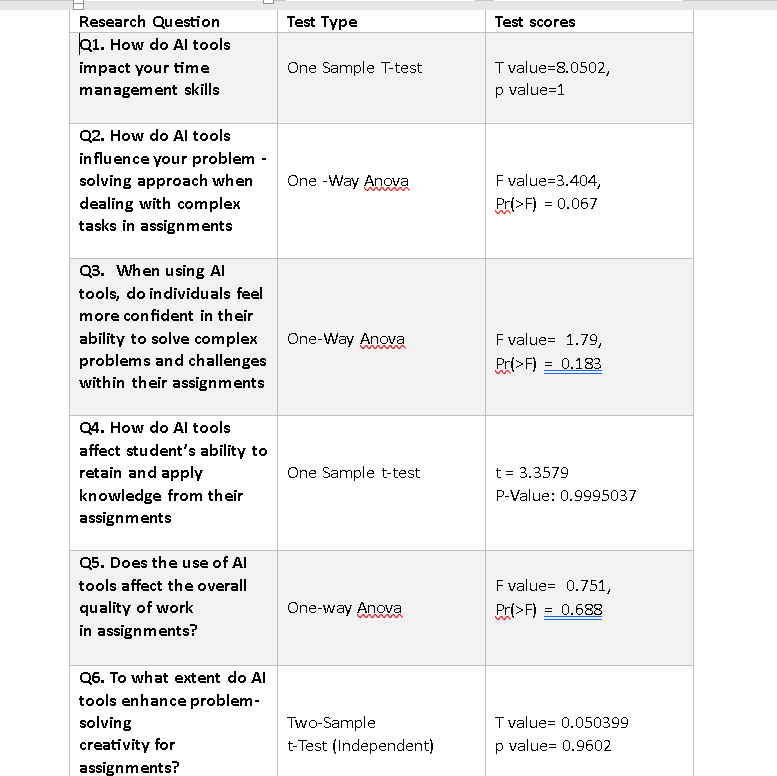 Research Question
Test Type
Test scores
Q1. How do AI tools
impact your time
management skills
One Sample T-test
T value=8.0502,
p value=1
Q2. How do AI tools
influence your problem -
solving approach when
dealing with complex
tasks in assignments
One -Way Anova
F value=3.404,
Pr(>F) = 0.067
Q3.  When using AI
tools, do individuals feel
more confident in their
ability to solve complex
problems and challenges
within their assignments
One-Way Anova
F value=  1.79,
Pr(>F) =  0.183
Q4. How do AI tools
affect student's ability to
retain and apply
knowledge from their
assignments
One Sample t-test
t = 3.3579
P-Value: 0.9995037
Q5. Does the use of AI
tools affect the overall
quality of work
in assignments?
One-way Anova
F value=  0.751,
Pr(>F) =  0.688
Q6. To what extent do AI
tools enhance problem-
solving
creativity for
assignments?
Two-Sample
t-Test (Independent)
T value= 0.050399
p value= 0.9602